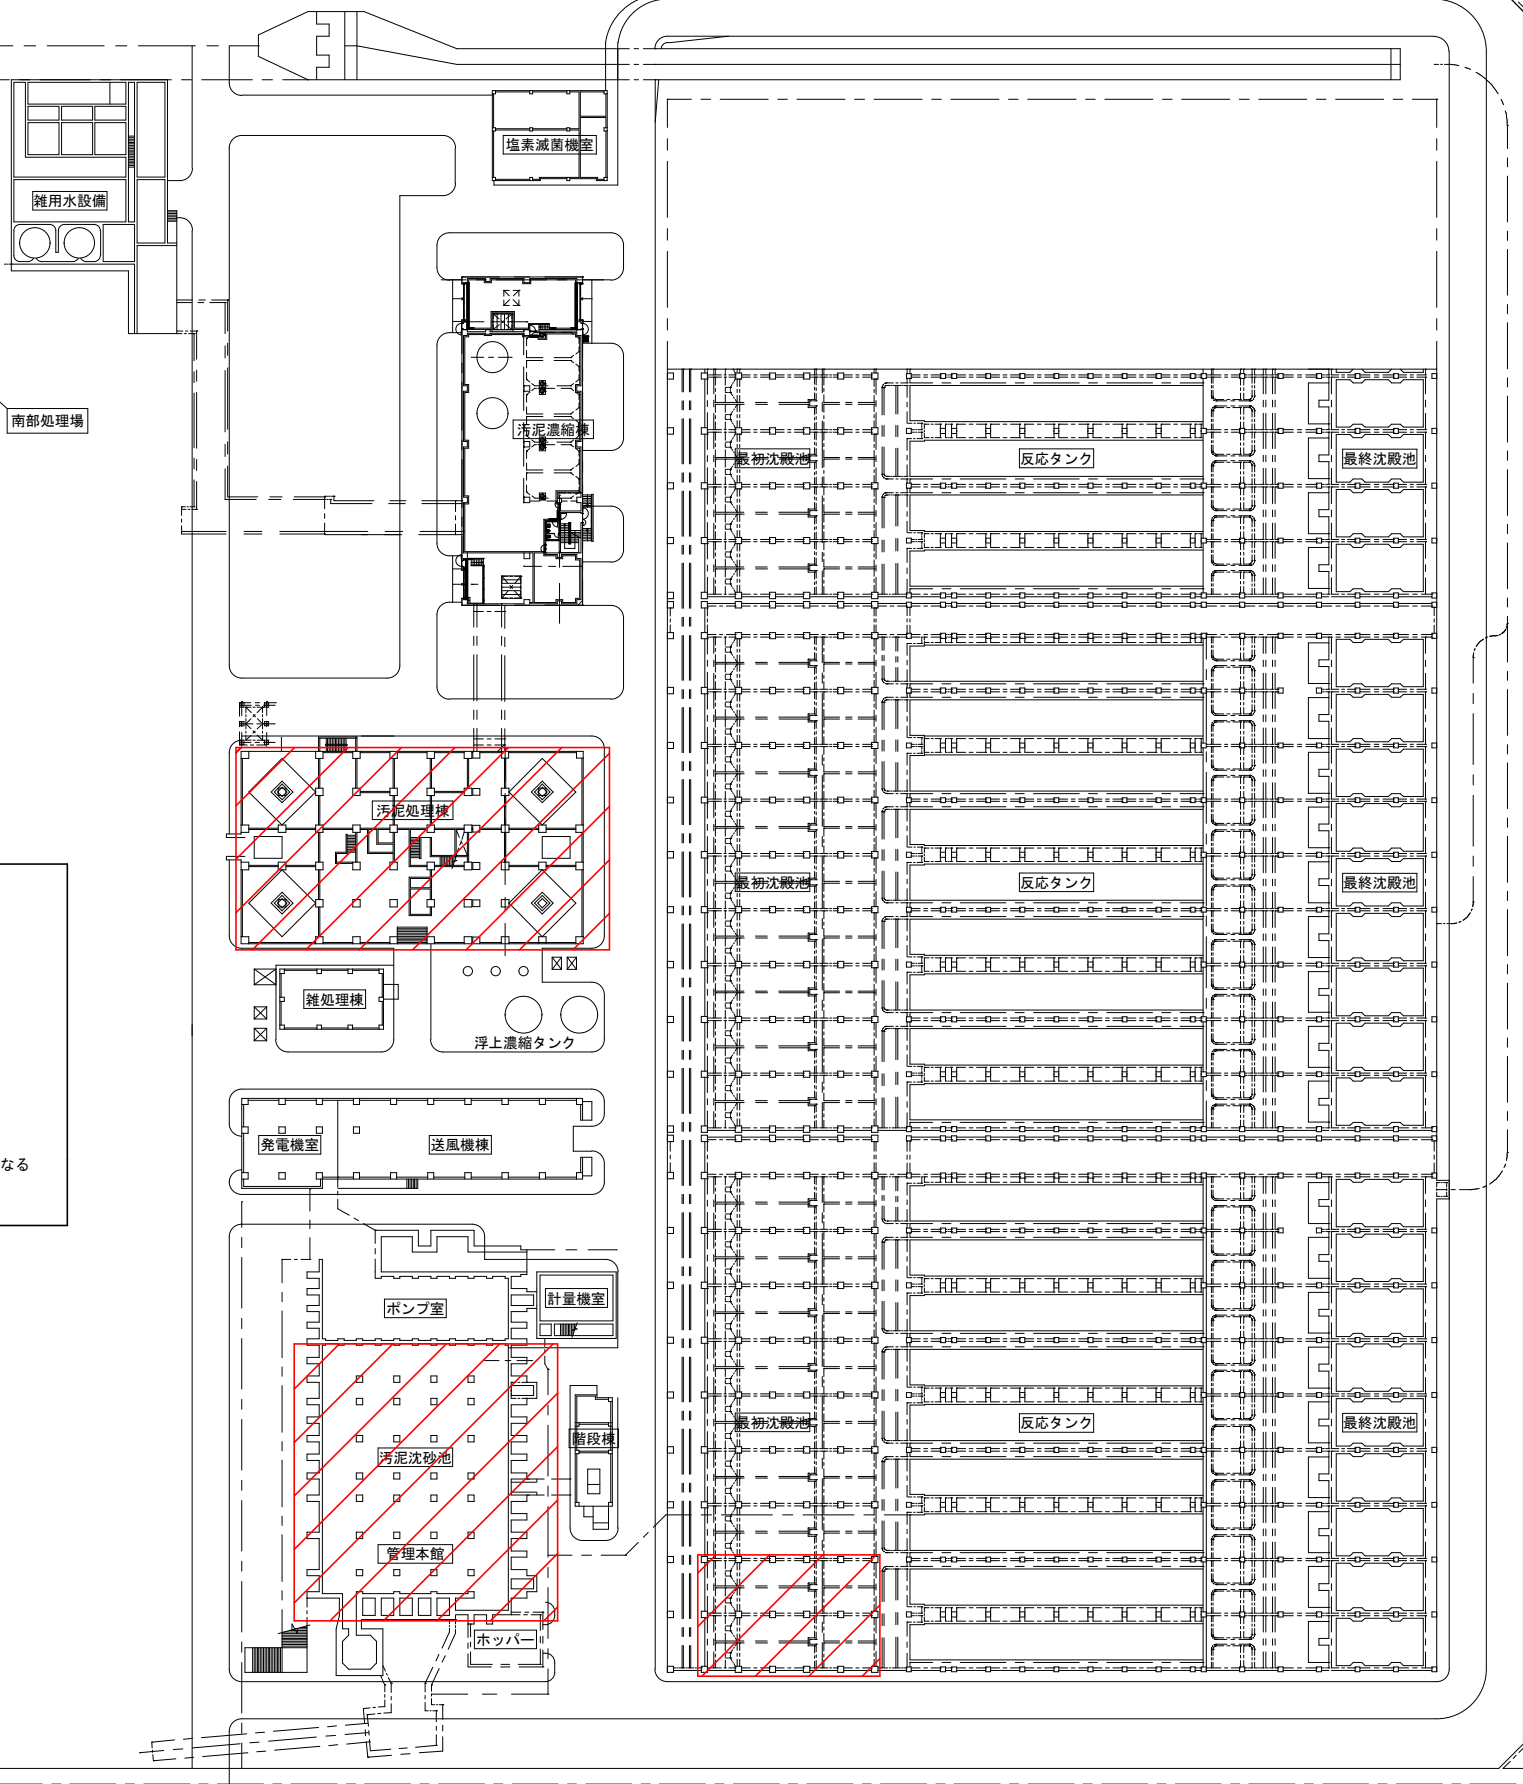 塩素滅菌機室
雑用水設備
南部処理場
汚泥濃縮棟
最初沈殿池
反応タンク
最終沈殿池
汚泥処理棟
最初沈殿池
反応タンク
最終沈殿池
雑処理棟
浮上濃縮タンク
発電機室
送風機棟
なる
ポンプ室
計量機室
最初沈殿池
反応タンク
最終沈殿池
階段棟
汚泥沈砂池
管理本館
ホッパー